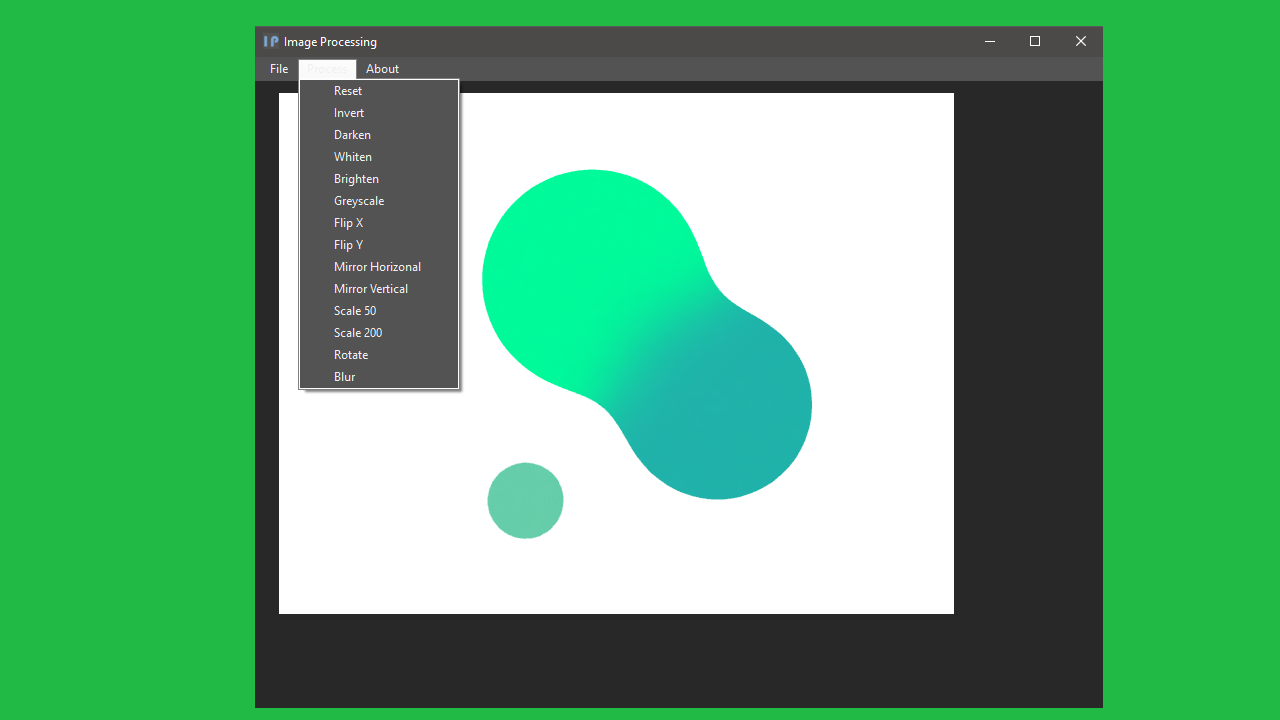 IP Image Processing
File Process About
Reset
Invert
Darken
Whiten
Brighten
Greyscale
Flip X
Flip Y
Mirror Horizonal
Mirror Vertical
Scale 50
Scale 200
Rotate
Blur